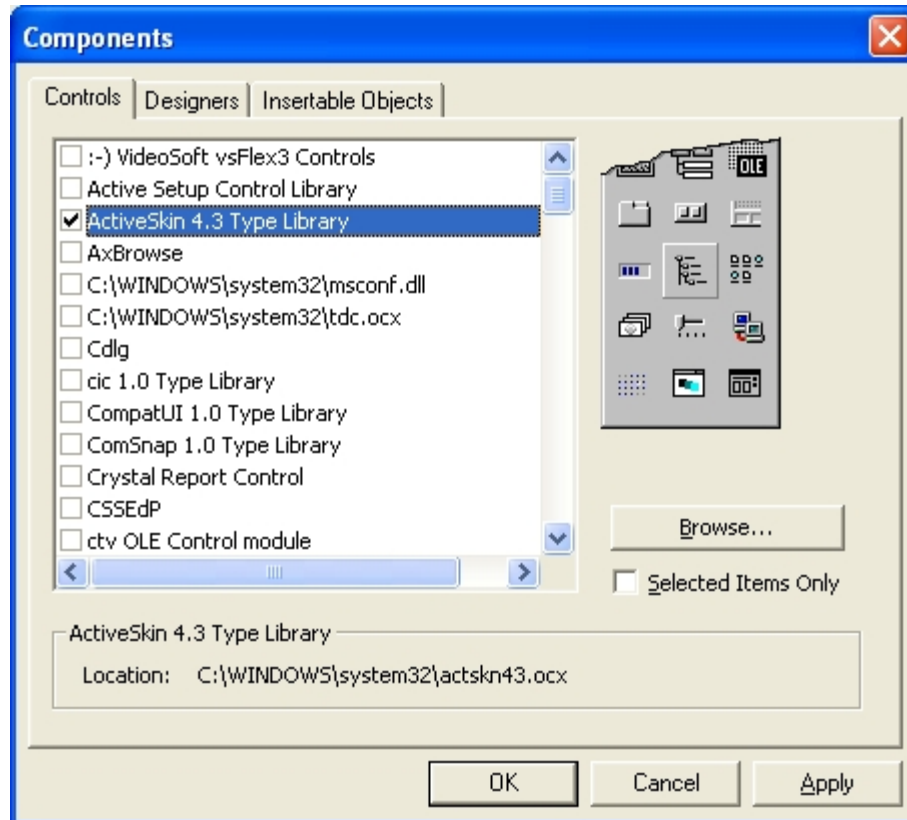 Components
Controls Designers Insertable Objects
:-) VideoSoft vsFlex3 Controls
Active Setup Control Library
ActiveSkin 4.3 Type Library
AxBrowse
C:\WINDOWS\system32\msconf.dll
C:\WINDOWS\system32\tdc.ocx
Cdlg
cic 1.0 Type Library
CompatUI 1.0 Type Library
ComSnap 1.0 Type Library
Crystal Report Control
CSSEdP
ctv OLE Control module
OLE
Browse...
Selected Items Only
ActiveSkin 4.3 Type Library
Location: C:\WINDOWS\system32\actskn43.ocx
OK Cancel Apply